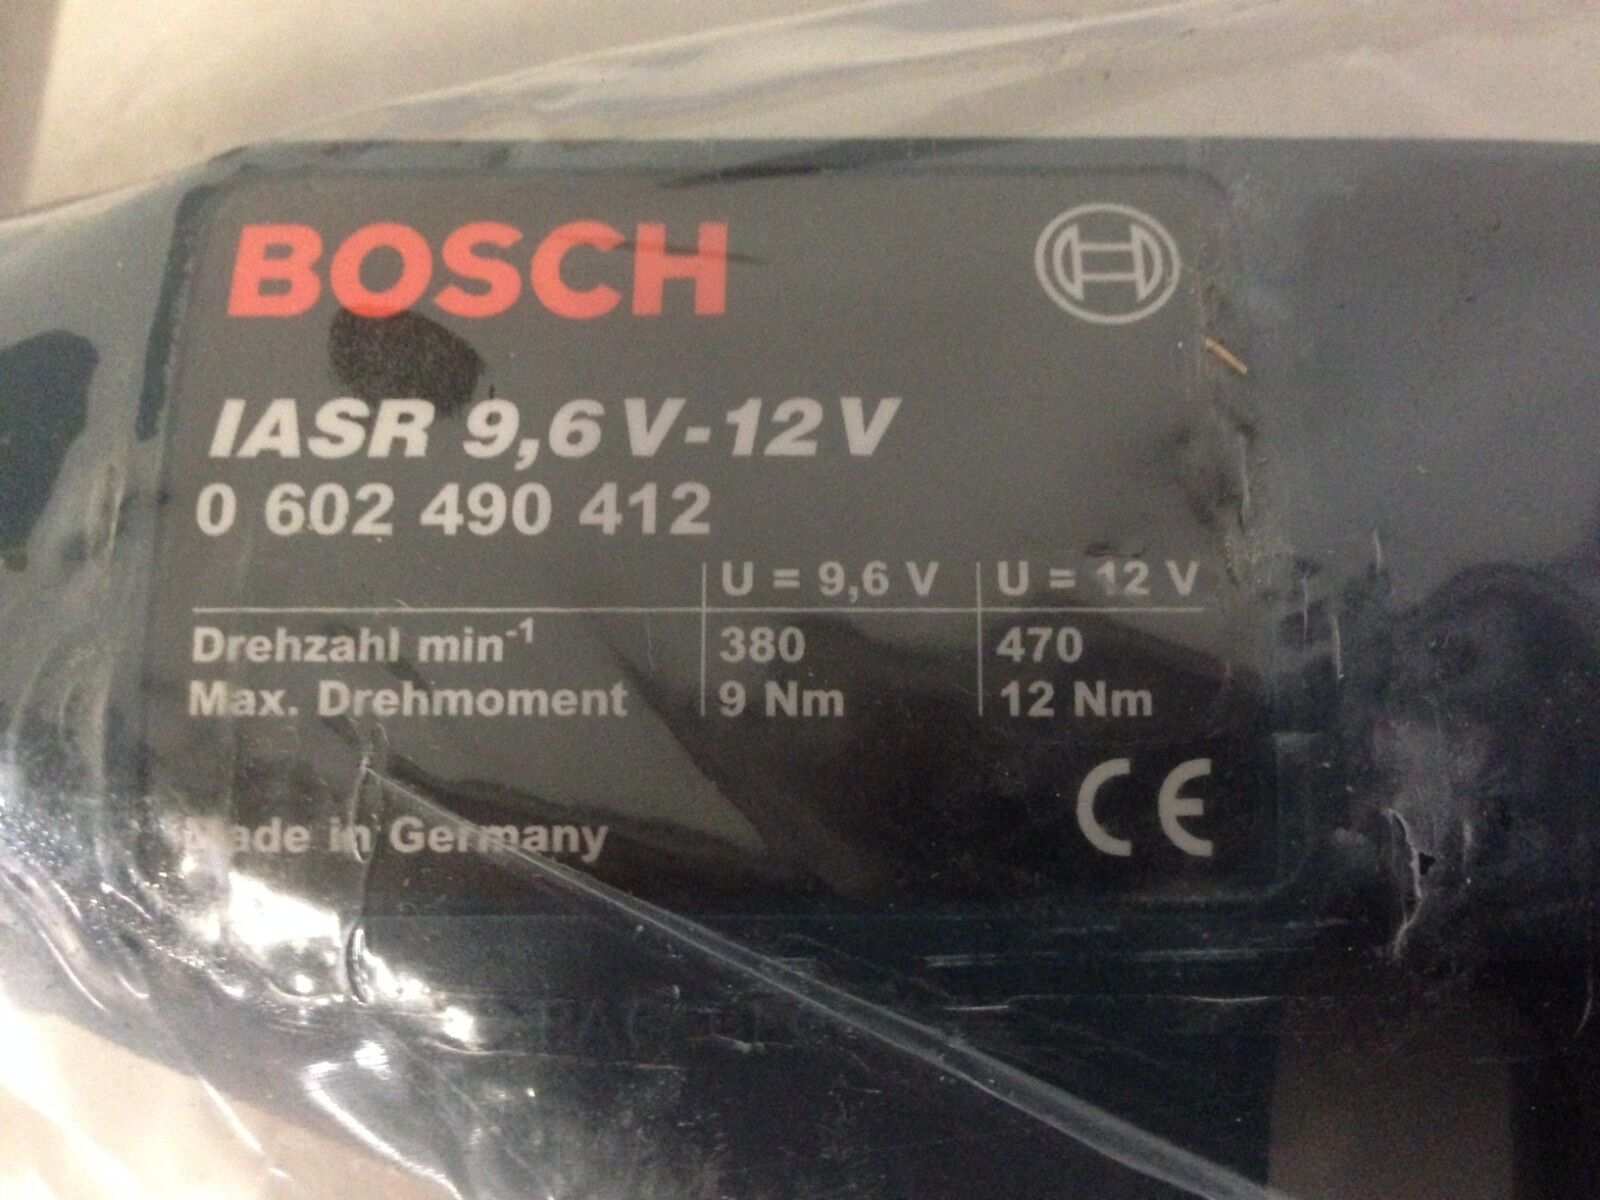 BOSCH
IASR 9,6 V-12 V
0 602 490 412
U = 9,6 V U = 12 V
Drehzahl min⁻¹ 380 470
Max. Drehmoment 9 Nm 12 Nm
CE
Made in Germany